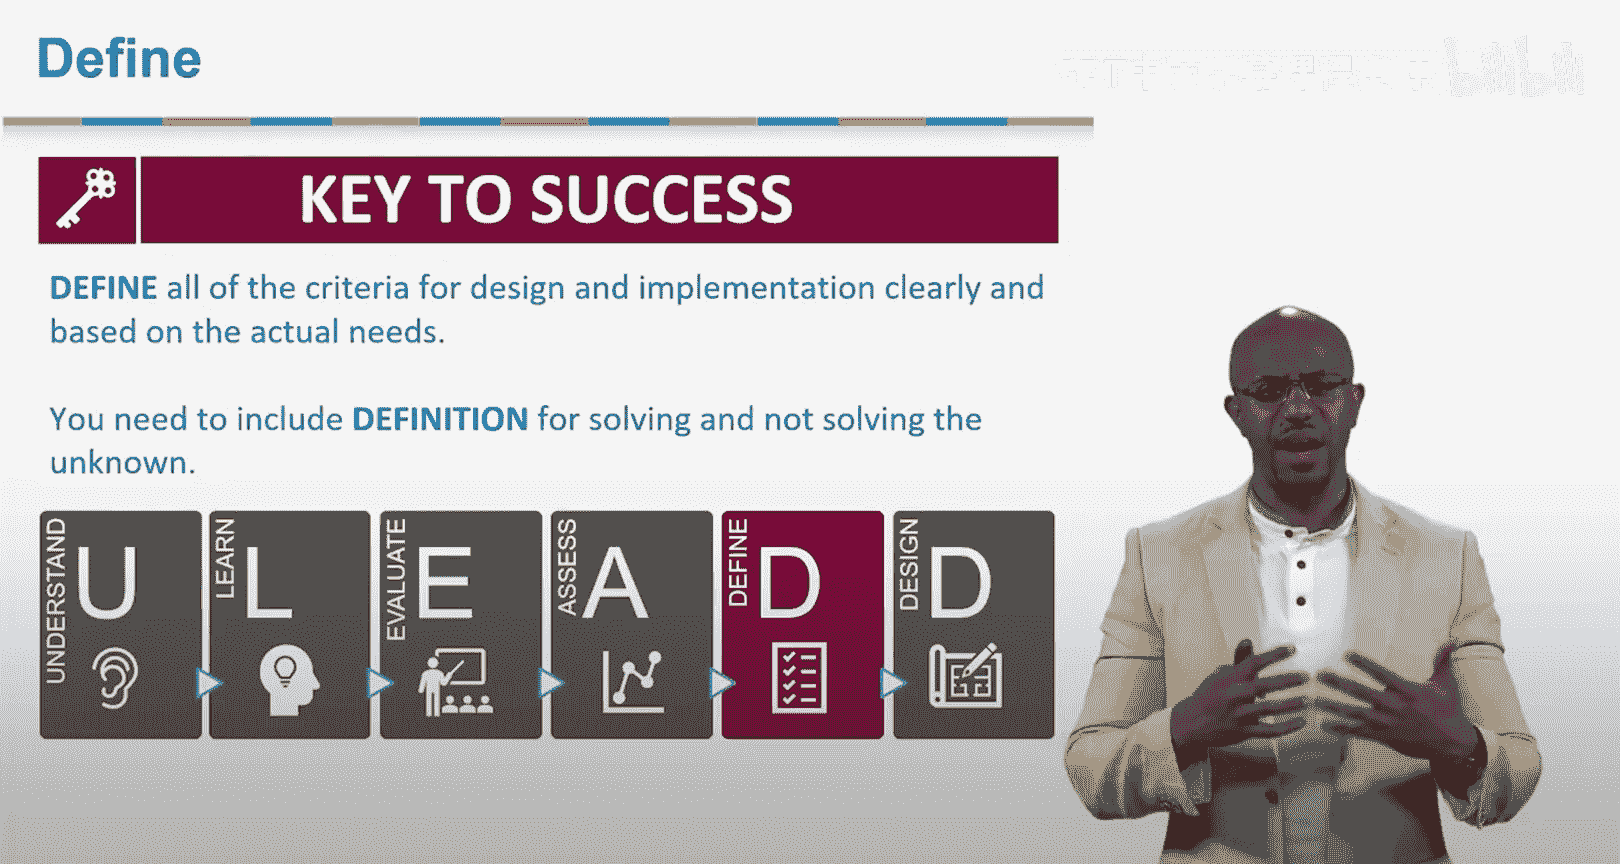 Define
KEY TO SUCCESS
DEFINE all of the criteria for design and implementation clearly and
based on the actual needs.
You need to include DEFINITION for solving and not solving the
unknown.
UNDERSTAND
U
LEARN
L
EVALUATE
E
ASSESS
A
DEFINE
D
DESIGN
D